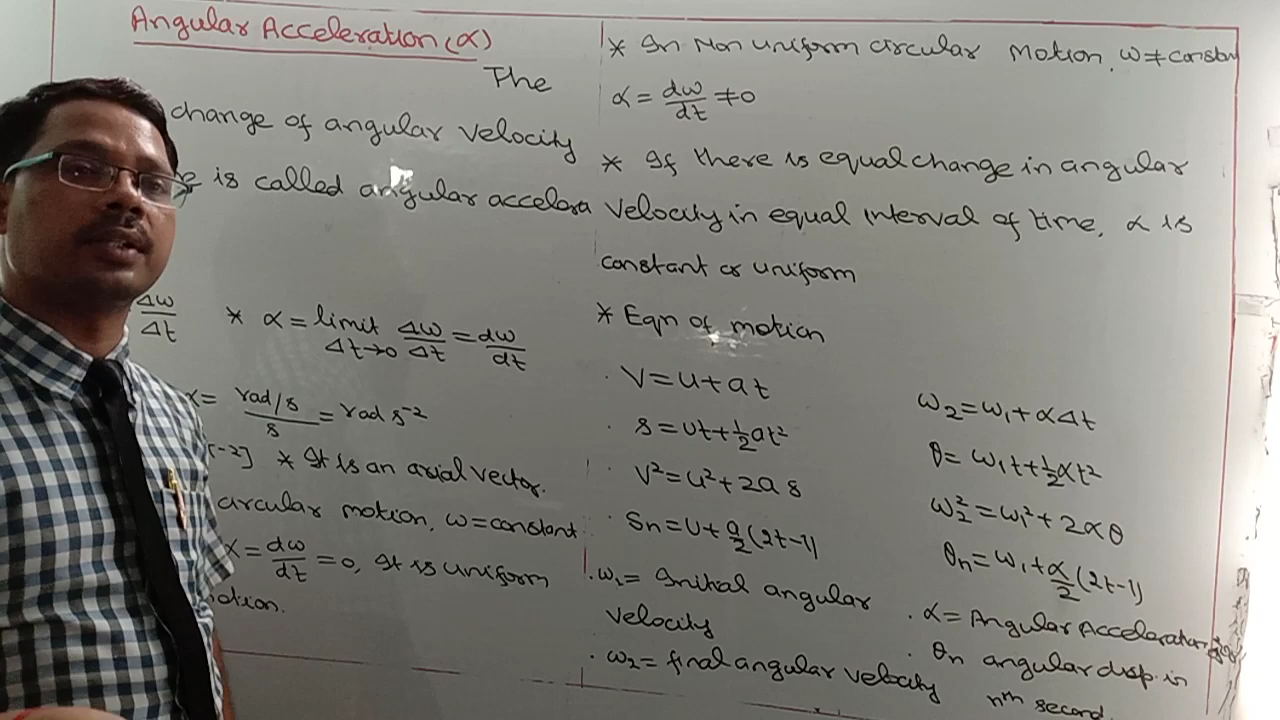 Angular Acceleration (α)
The
change of angular velocity
is called angular accelera
Δω/Δt * α = limit Δt→0 Δω/Δt = dω/dt
α = rad/s / s = rad s⁻²
-2] * It is an axial vector.
circular motion, ω = constant
α = dω/dt = 0, It is uniform
motion.
* In Non uniform circular motion, ω ≠ constan
α = dω/dt ≠ 0
* If there is equal change in angular
velocity in equal interval of time, α is
constant or uniform
* Eqn of motion
. V = u + at
ω₂ = ω₁ + αΔt
. s = ut + ½at²
θ = ω₁t + ½αt²
. V² = u² + 2as
ω₂² = ω₁² + 2αθ
. Sn = u + a/2 (2t-1)
θn = ω₁ + α/2 (2t-1)
. ω₁ = Initial angular
velocity
. ω₂ = final angular velocity
. α = Angular Acceleration
. θn angular disp. in
nth second